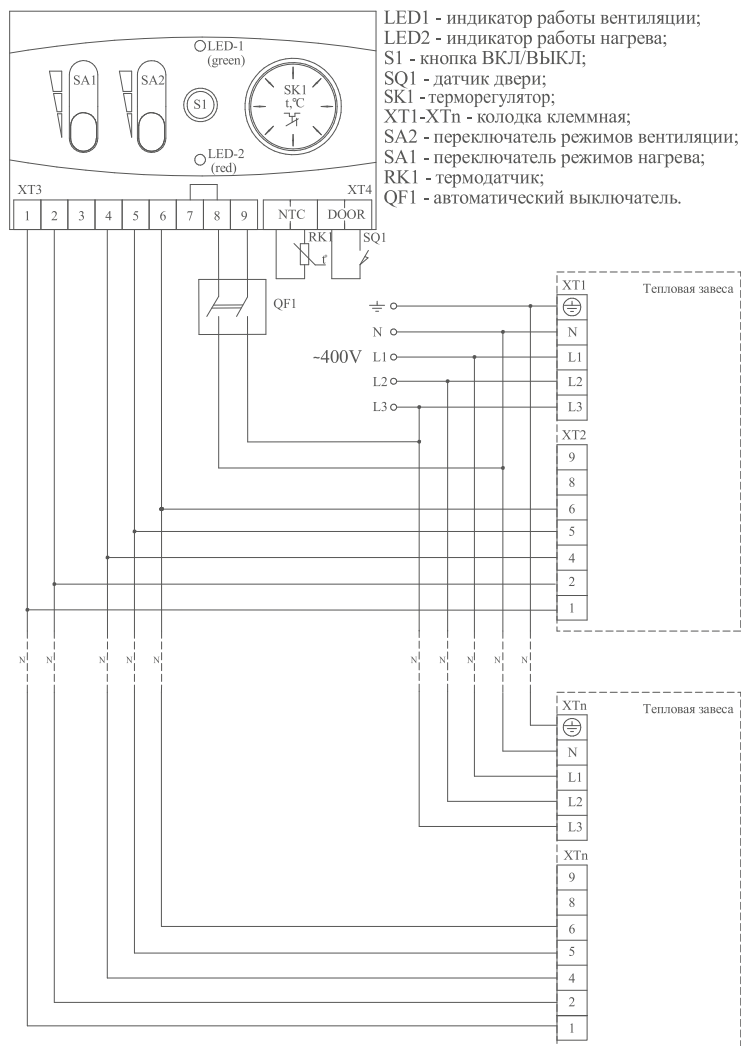 LED1 - индикатор работы вентиляции;
LED2 - индикатор работы нагрева;
S1 - кнопка ВКЛ/ВЫКЛ;
SQ1 - датчик двери;
SK1 - терморегулятор;
XT1-XTn - колодка клеммная;
SA2 - переключатель режимов вентиляции;
SA1 - переключатель режимов нагрева;
RK1 - термодатчик;
QF1 - автоматический выключатель.
LED-1
(green)
SA1
SA2
S1
SK1
t,°C
LED-2
(red)
XT3
XT4
1 2 3 4 5 6 7 8 9 NTC DOOR
RK1
t°
SQ1
QF1
N
~400V L1
L2
L3
XT1
Тепловая завеса
N
L1
L2
L3
XT2
9
8
6
5
4
2
1
N N N N N N N N N N
XTn
Тепловая завеса
N
L1
L2
L3
XTn
9
8
6
5
4
2
1